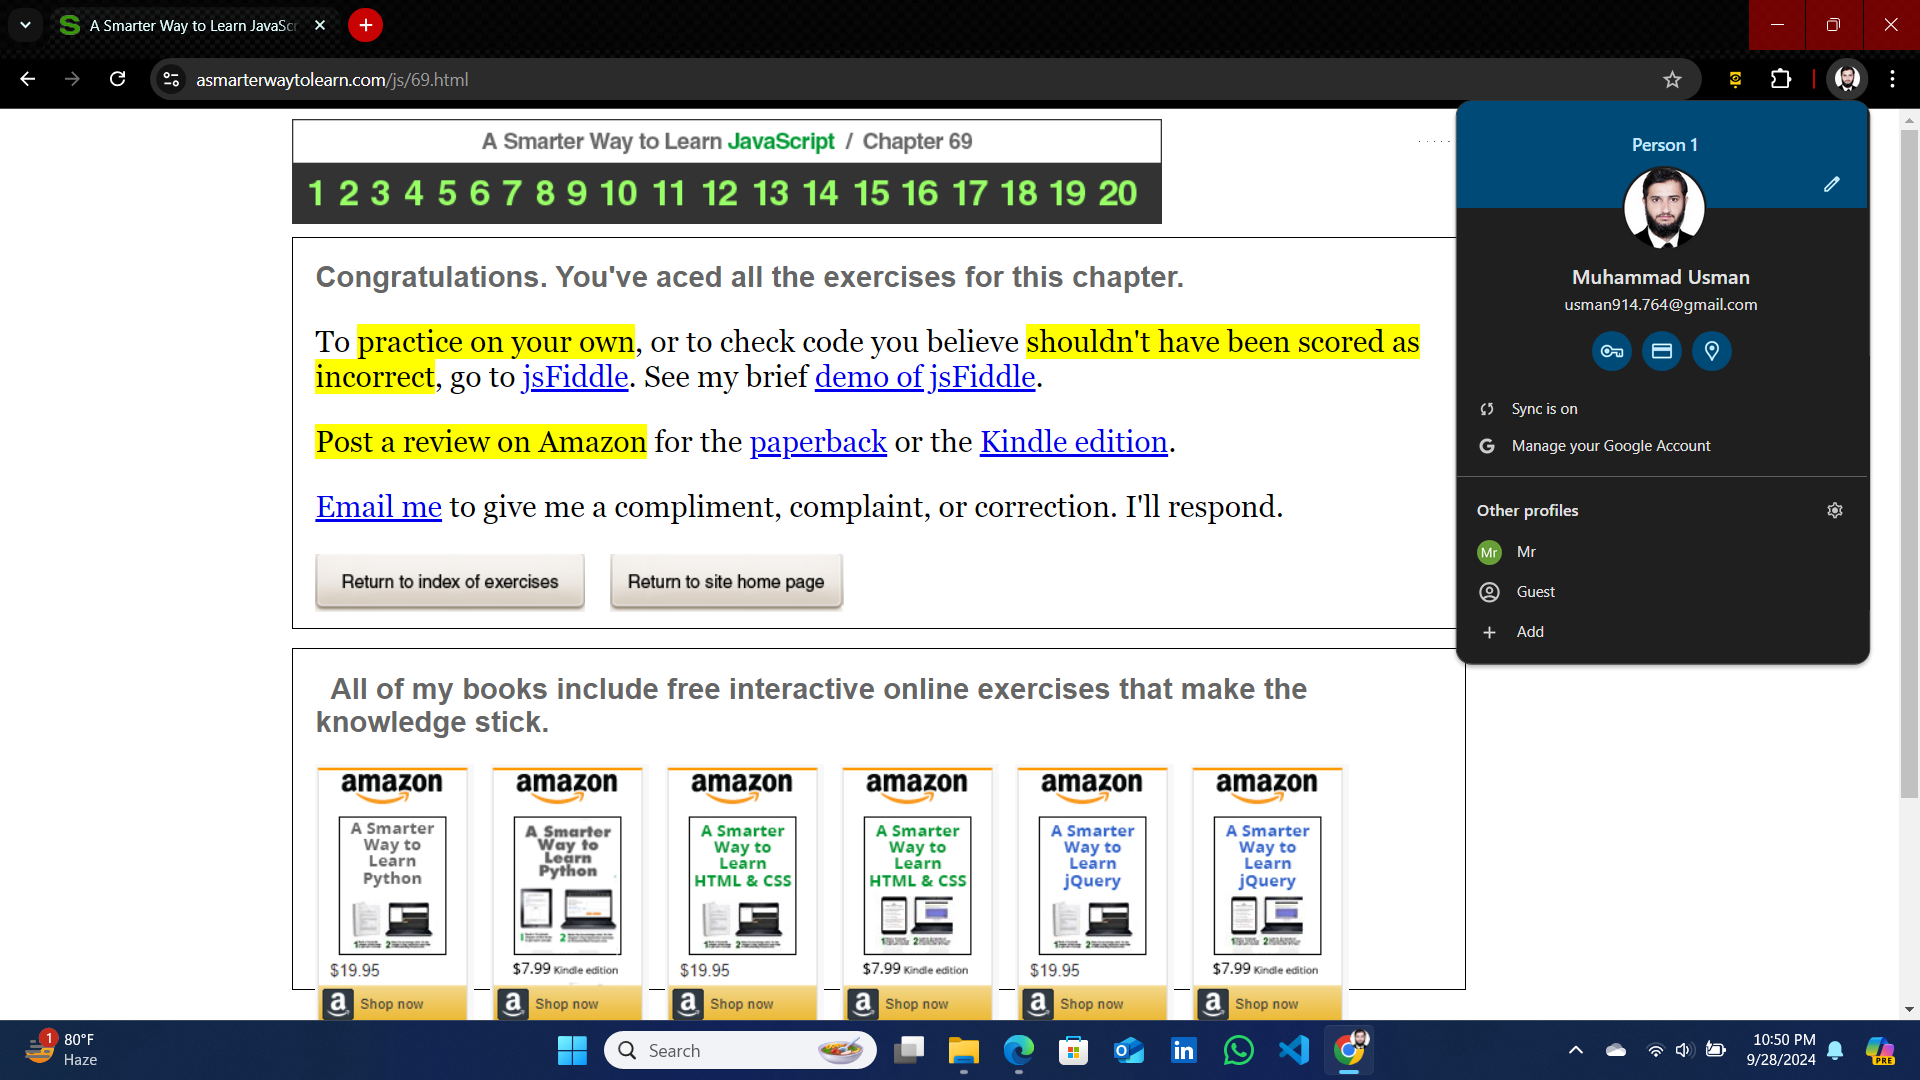 A Smarter Way to Learn JavaScr
asmarterwaytolearn.com/js/69.html
A Smarter Way to Learn JavaScript / Chapter 69
1 2 3 4 5 6 7 8 9 10 11 12 13 14 15 16 17 18 19 20
Congratulations. You've aced all the exercises for this chapter.
To practice on your own, or to check code you believe shouldn't have been scored as
incorrect, go to jsFiddle. See my brief demo of jsFiddle.
Post a review on Amazon for the paperback or the Kindle edition.
Email me to give me a compliment, complaint, or correction. I'll respond.
Return to index of exercises
Return to site home page
Person 1
Muhammad Usman
usman914.764@gmail.com
Sync is on
Manage your Google Account
Other profiles
Mr Mr
Guest
Add
All of my books include free interactive online exercises that make the
knowledge stick.
amazon
A Smarter
Way to
Learn
Python
$19.95
Shop now
amazon
A Smarter
Way to
Learn
Python
$7.99 Kindle edition
Shop now
amazon
A Smarter
Way to
Learn
HTML & CSS
$19.95
Shop now
amazon
A Smarter
Way to
Learn
HTML & CSS
$7.99 Kindle edition
Shop now
amazon
A Smarter
Way to
Learn
jQuery
$19.95
Shop now
amazon
A Smarter
Way to
Learn
jQuery
$7.99 Kindle edition
Shop now
1
80°F
Haze
Search
10:50 PM
9/28/2024
PRE